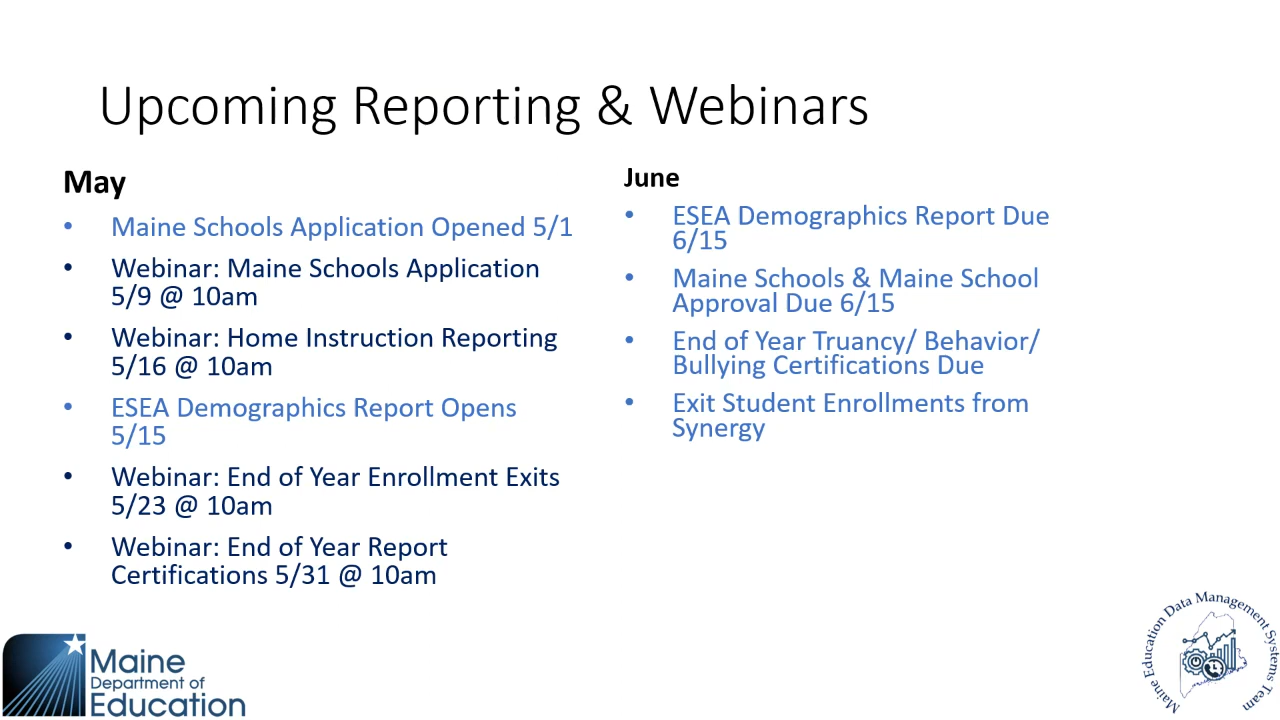 Upcoming Reporting & Webinars
May
• Maine Schools Application Opened 5/1
• Webinar: Maine Schools Application
5/9 @ 10am
• Webinar: Home Instruction Reporting
5/16 @ 10am
• ESEA Demographics Report Opens
5/15
• Webinar: End of Year Enrollment Exits
5/23 @ 10am
• Webinar: End of Year Report
Certifications 5/31 @ 10am
June
• ESEA Demographics Report Due
6/15
• Maine Schools & Maine School
Approval Due 6/15
• End of Year Truancy/ Behavior/
Bullying Certifications Due
• Exit Student Enrollments from
Synergy
Maine
Department of
Education
Maine Education Data Management Systems Team